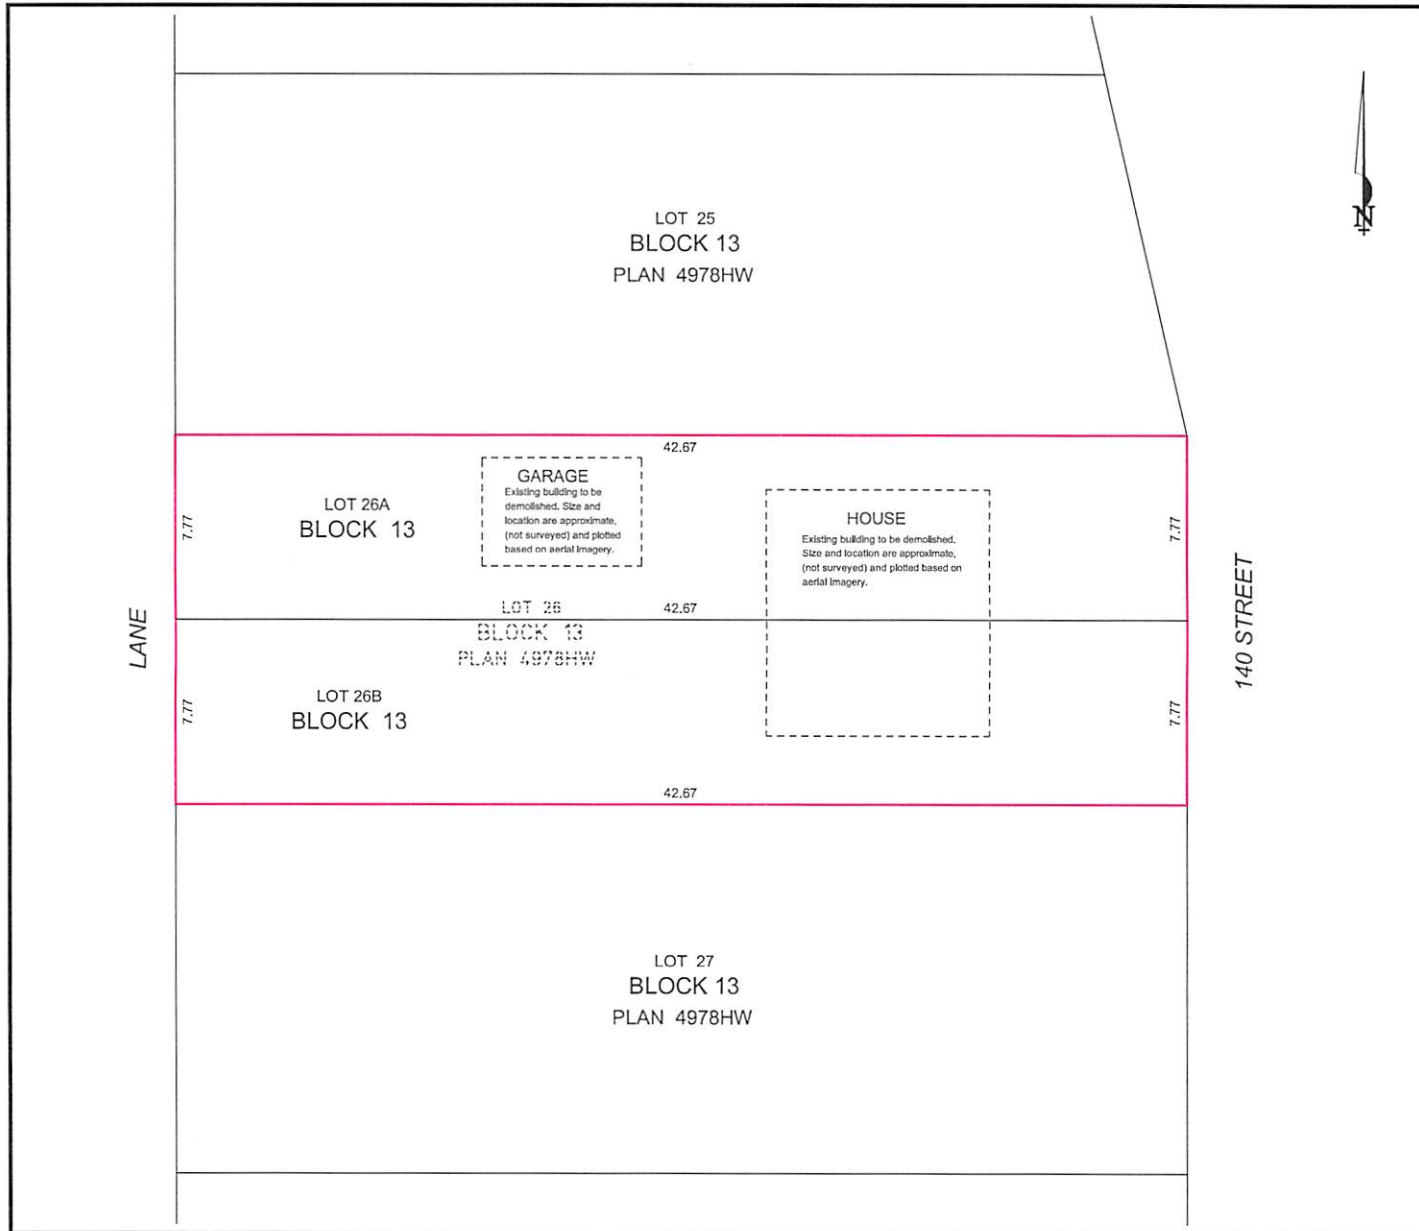 LOT 25
BLOCK 13
PLAN 4978HW
N
42.67
GARAGE
Existing building to be
demolished. Size and
location are approximate,
(not surveyed) and plotted
based on aerial imagery.
LOT 26A
BLOCK 13
7.77
HOUSE
Existing building to be demolished.
Size and location are approximate,
(not surveyed) and plotted based on
aerial imagery.
7.77
LANE
140 STREET
LOT 26
BLOCK 13
PLAN 4978HW
42.67
LOT 26B
BLOCK 13
7.77
7.77
42.67
LOT 27
BLOCK 13
PLAN 4978HW